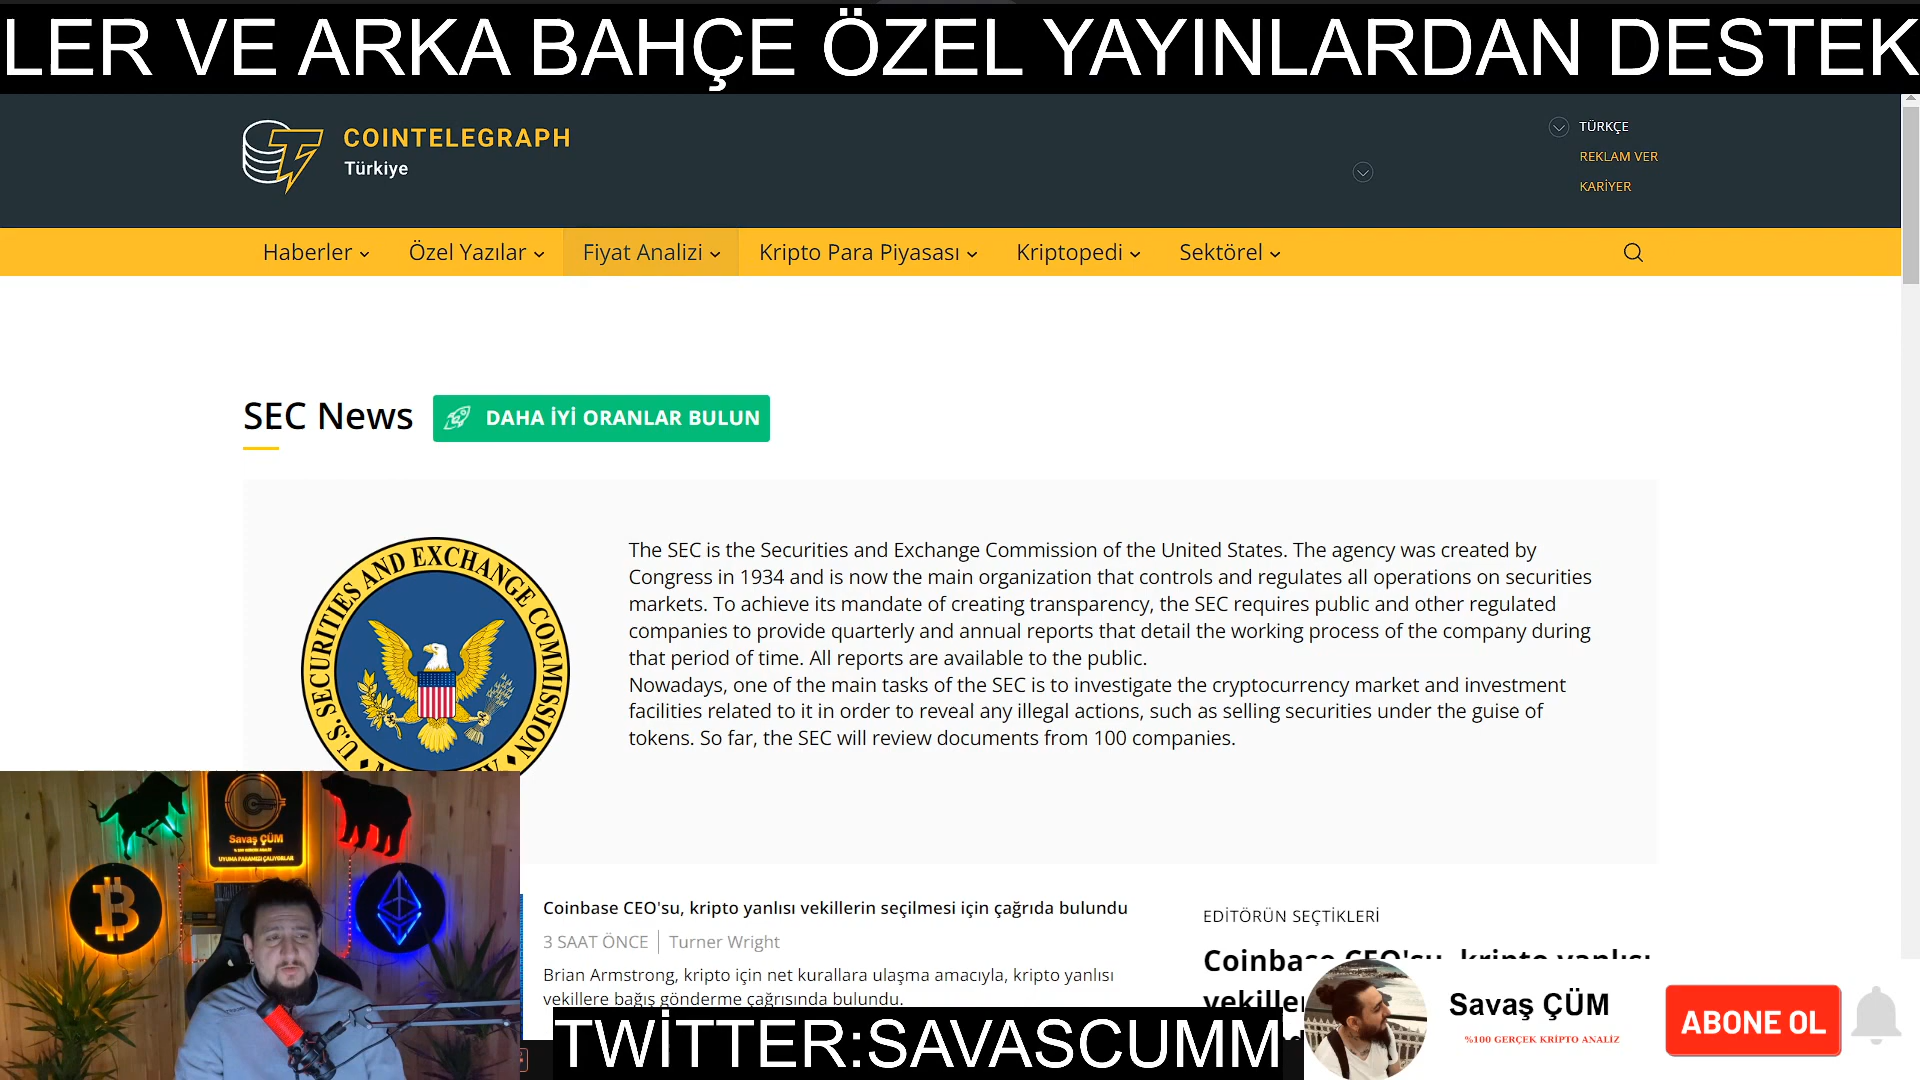 LER VE ARKA BAHÇE ÖZEL YAYINLARDAN DESTEK
COINTELEGRAPH
Türkiye
TÜRKÇE
REKLAM VER
KARİYER
Haberler
Özel Yazılar
Fiyat Analizi
Kripto Para Piyasası
Kriptopedi
Sektörel
SEC News
DAHA İYİ ORANLAR BULUN
U.S. SECURITIES AND EXCHANGE COMMISSION
The SEC is the Securities and Exchange Commission of the United States. The agency was created by
Congress in 1934 and is now the main organization that controls and regulates all operations on securities
markets. To achieve its mandate of creating transparency, the SEC requires public and other regulated
companies to provide quarterly and annual reports that detail the working process of the company during
that period of time. All reports are available to the public.
Nowadays, one of the main tasks of the SEC is to investigate the cryptocurrency market and investment
facilities related to it in order to reveal any illegal actions, such as selling securities under the guise of
tokens. So far, the SEC will review documents from 100 companies.
Savaş ÇÜM
UYUMA PARAMIZI ÇALIYORLAR
Coinbase CEO'su, kripto yanlısı vekillerin seçilmesi için çağrıda bulundu
3 SAAT ÖNCE
Turner Wright
Brian Armstrong, kripto için net kurallara ulaşma amacıyla, kripto yanlısı
vekillere bağış gönderme çağrısında bulundu.
EDİTÖRÜN SEÇTİKLERİ
Coinbase CEO'su, kripto yanlısı
TWİTTER:SAVASCUMM
Savaş ÇÜM
%100 GERÇEK KRİPTO ANALİZ
ABONE OL